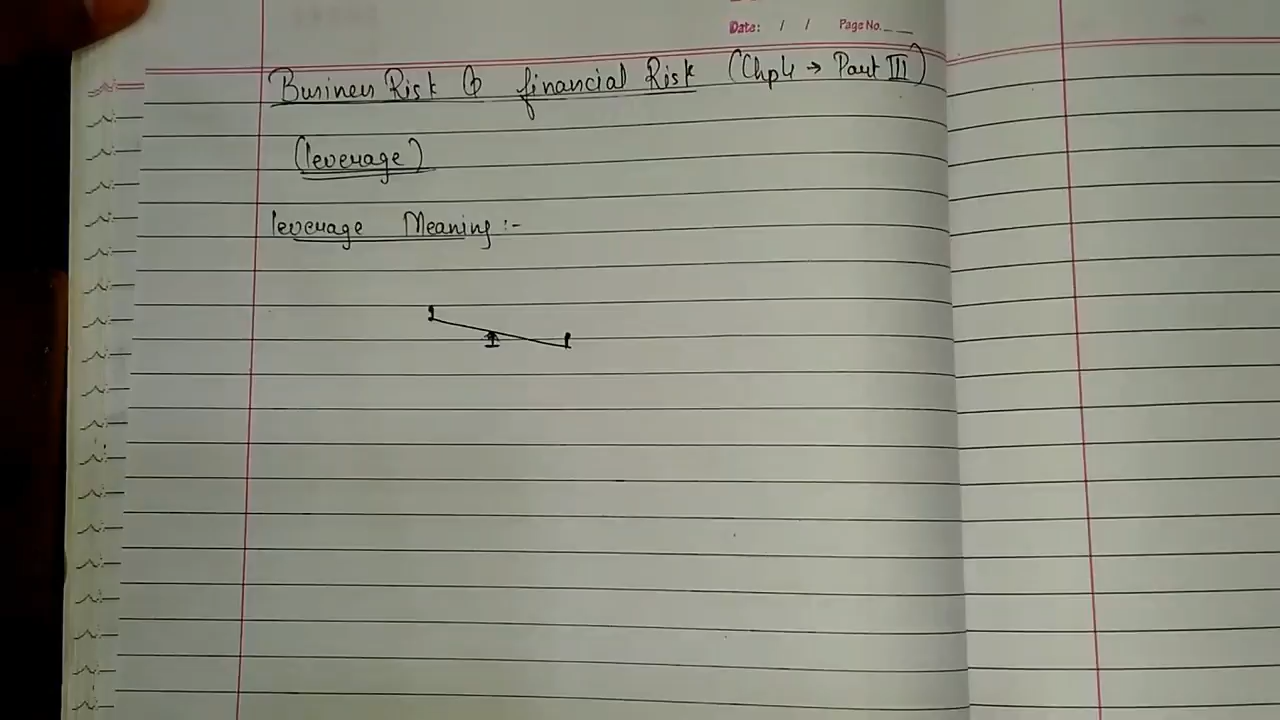 Date: / / Page No.
Business Risk & financial Risk (Chp4 → Part III)
(leverage)
leverage Meaning :-